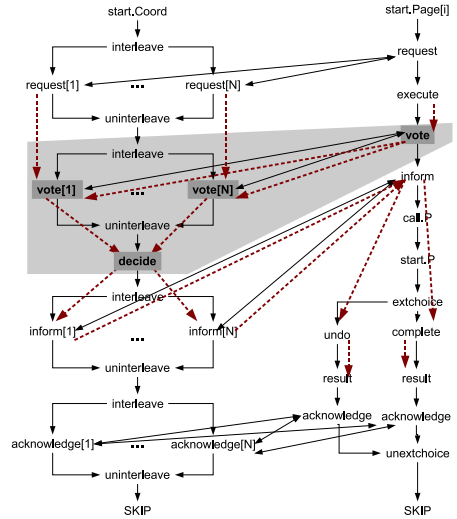 start.Coord
start.Page[i]
interleave
request
request[1]
...
request[N]
execute
uninterleave
vote
interleave
inform
vote[1]
...
vote[N]
call.P
uninterleave
decide
start.P
interleave
extchoice
inform[1]
...
inform[N]
undo
complete
uninterleave
result
result
interleave
acknowledge
acknowledge
acknowledge[1]
...
acknowledge[N]
unextchoice
uninterleave
SKIP
SKIP